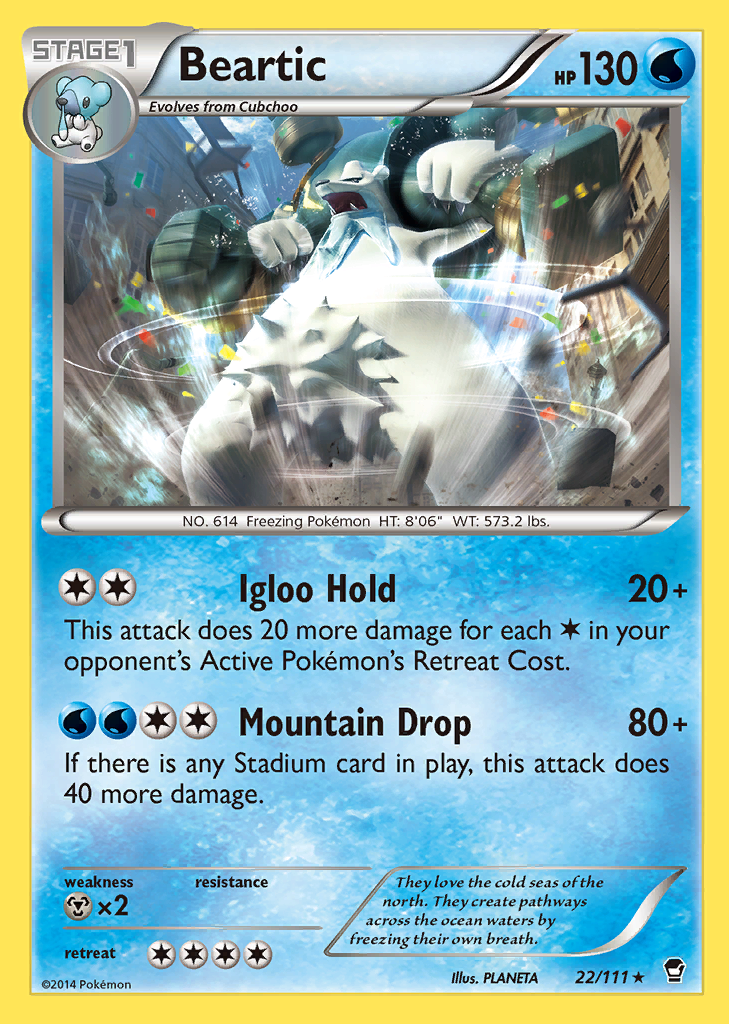 STAGE1
Beartic
HP 130
Evolves from Cubchoo
NO. 614 Freezing Pokémon HT: 8'06" WT: 573.2 lbs.
Igloo Hold 20+
This attack does 20 more damage for each ✶ in your
opponent's Active Pokémon's Retreat Cost.
Mountain Drop 80+
If there is any Stadium card in play, this attack does
40 more damage.
weakness resistance
×2
They love the cold seas of the
north. They create pathways
across the ocean waters by
freezing their own breath.
retreat
Illus. PLANETA 22/111 ★
©2014 Pokémon